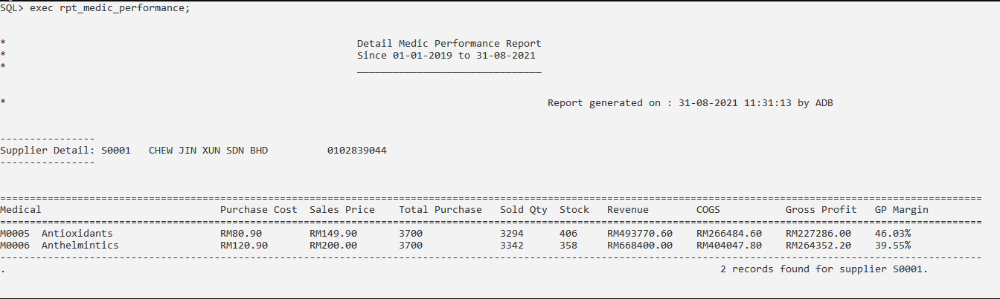 SQL> exec rpt_medic_performance;
* Detail Medic Performance Report
* Since 01-01-2019 to 31-08-2021
* _______________________________
* Report generated on : 31-08-2021 11:31:13 by ADB
----------------
Supplier Detail: S0001 CHEW JIN XUN SDN BHD 0102839044
----------------
=====================================================================================================================================================================
Medical Purchase Cost Sales Price Total Purchase Sold Qty Stock Revenue COGS Gross Profit GP Margin
=====================================================================================================================================================================
M0005 Antioxidants RM80.90 RM149.90 3700 3294 406 RM493770.60 RM266484.60 RM227286.00 46.03%
M0006 Anthelmintics RM120.90 RM200.00 3700 3342 358 RM668400.00 RM404047.80 RM264352.20 39.55%
---------------------------------------------------------------------------------------------------------------------------------------------------------------------
. 2 records found for supplier S0001.